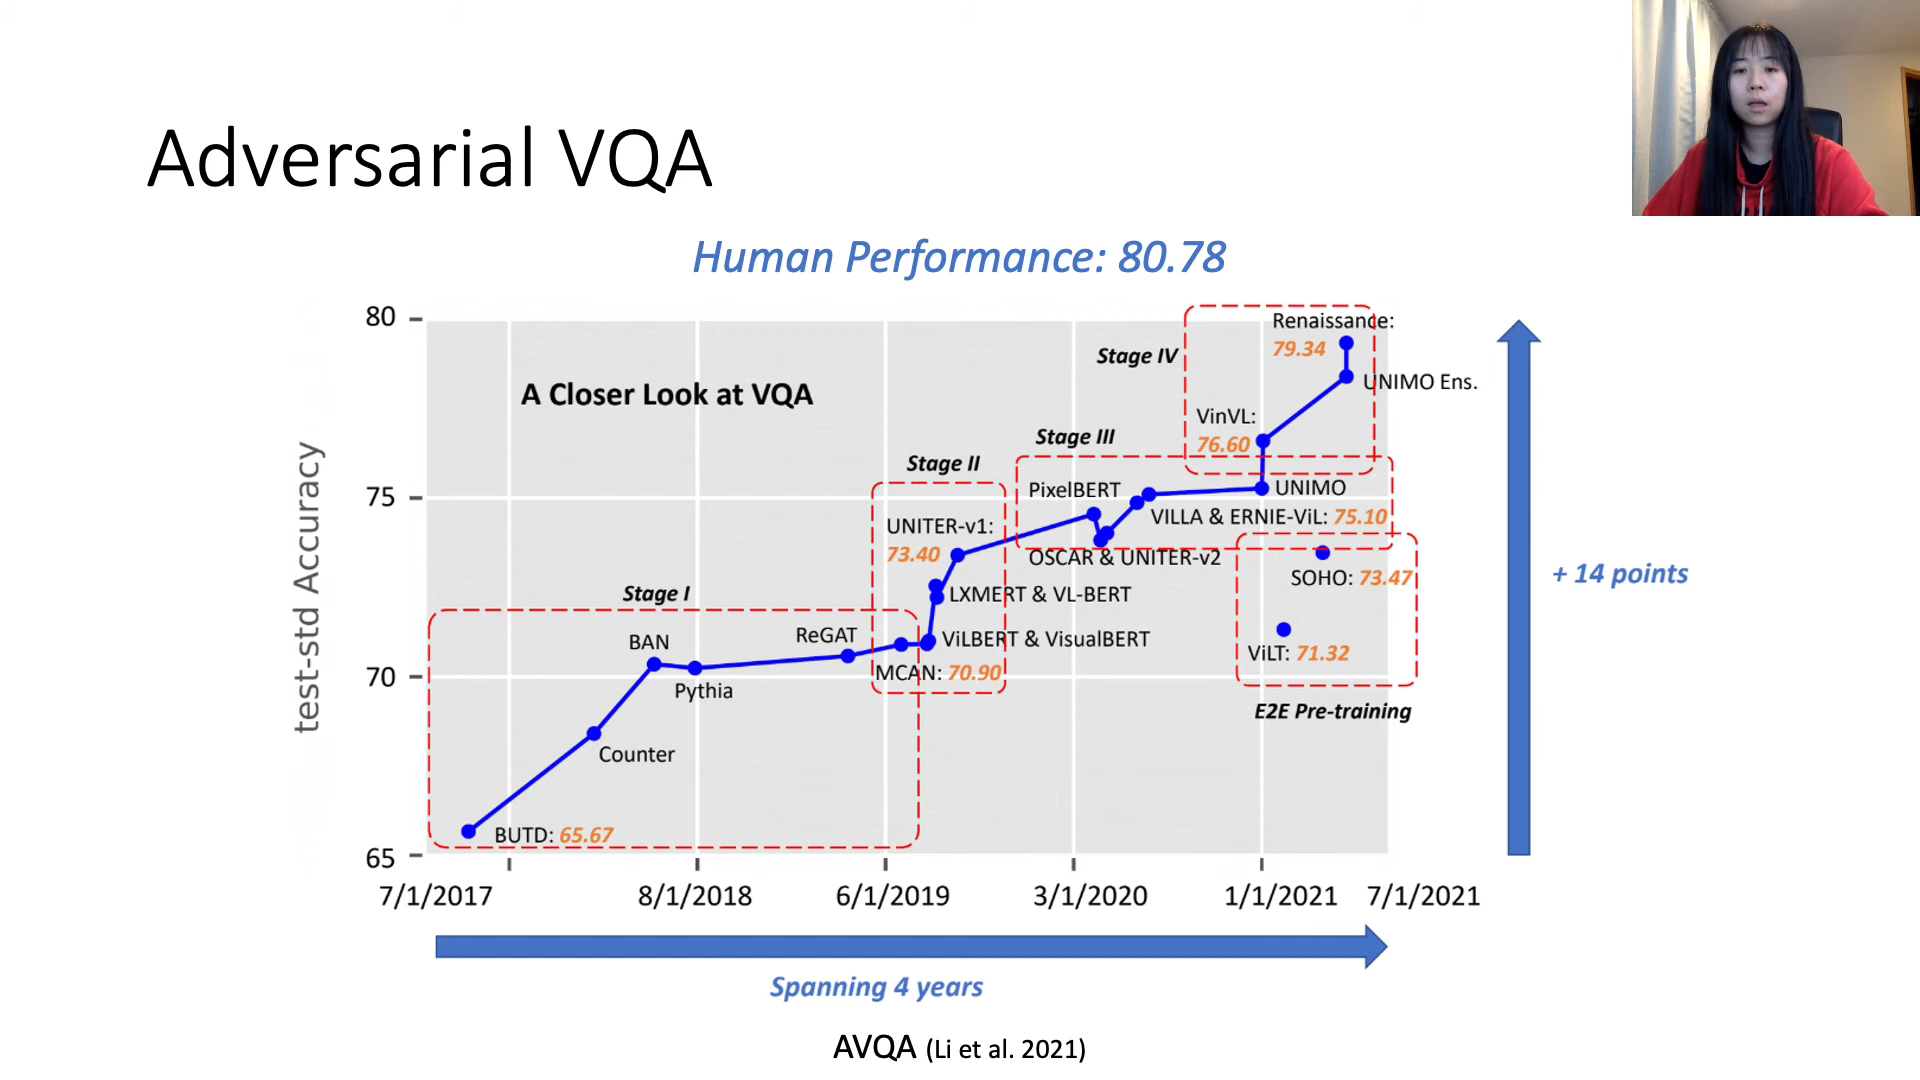 Adversarial VQA
Human Performance: 80.78
80
75
70
65
test-std Accuracy
A Closer Look at VQA
Renaissance:
79.34
Stage IV
UNIMO Ens.
VinVL:
76.60
Stage III
Stage II
PixelBERT
UNIMO
VILLA & ERNIE-ViL: 75.10
UNITER-v1:
73.40
OSCAR & UNITER-v2
SOHO: 73.47
LXMERT & VL-BERT
Stage I
BAN
ReGAT
ViLBERT & VisualBERT
ViLT: 71.32
MCAN: 70.90
Pythia
E2E Pre-training
Counter
BUTD: 65.67
+ 14 points
7/1/2017 8/1/2018 6/1/2019 3/1/2020 1/1/2021 7/1/2021
Spanning 4 years
AVQA (Li et al. 2021)